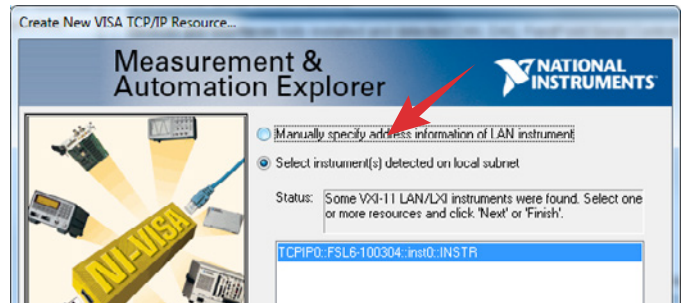 Create New VISA TCP/IP Resource...
Measurement &
Automation Explorer
NATIONAL
INSTRUMENTS
Manually specify address information of LAN instrument
Select instrument(s) detected on local subnet
Status: Some VXI-11 LAN/LXI instruments were found. Select one
or more resources and click 'Next' or 'Finish'.
TCPIP0::FSL6-100304::inst0::INSTR
NI-VISA